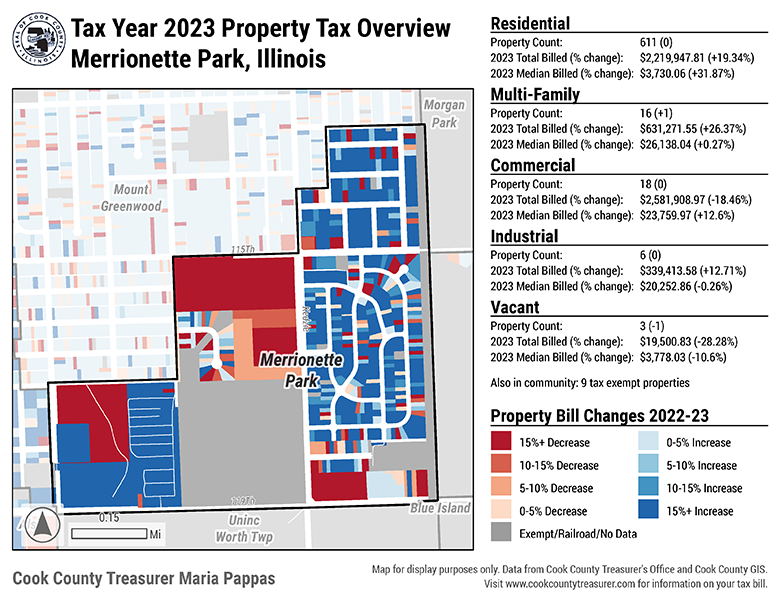 Tax Year 2023 Property Tax Overview
Merrionette Park, Illinois
Morgan
Park
Mount
Greenwood
115Th
Kedzie
Merrionette
Park
119Th
Blue Island
Uninc
Worth Twp
0.15
Mi
Residential
Property Count: 611 (0)
2023 Total Billed (% change): $2,219,947.81 (+19.34%)
2023 Median Billed (% change): $3,730.06 (+31.87%)
Multi-Family
Property Count: 16 (+1)
2023 Total Billed (% change): $631,271.55 (+26.37%)
2023 Median Billed (% change): $26,138.04 (+0.27%)
Commercial
Property Count: 18 (0)
2023 Total Billed (% change): $2,581,908.97 (-18.46%)
2023 Median Billed (% change): $23,759.97 (+12.6%)
Industrial
Property Count: 6 (0)
2023 Total Billed (% change): $339,413.58 (+12.71%)
2023 Median Billed (% change): $20,252.86 (-0.26%)
Vacant
Property Count: 3 (-1)
2023 Total Billed (% change): $19,500.83 (-28.28%)
2023 Median Billed (% change): $3,778.03 (-10.6%)
Also in community: 9 tax exempt properties
Property Bill Changes 2022-23
15%+ Decrease
10-15% Decrease
5-10% Decrease
0-5% Decrease
Exempt/Railroad/No Data
0-5% Increase
5-10% Increase
10-15% Increase
15%+ Increase
Cook County Treasurer Maria Pappas
Map for display purposes only. Data from Cook County Treasurer's Office and Cook County GIS.
Visit www.cookcountytreasurer.com for information on your tax bill.